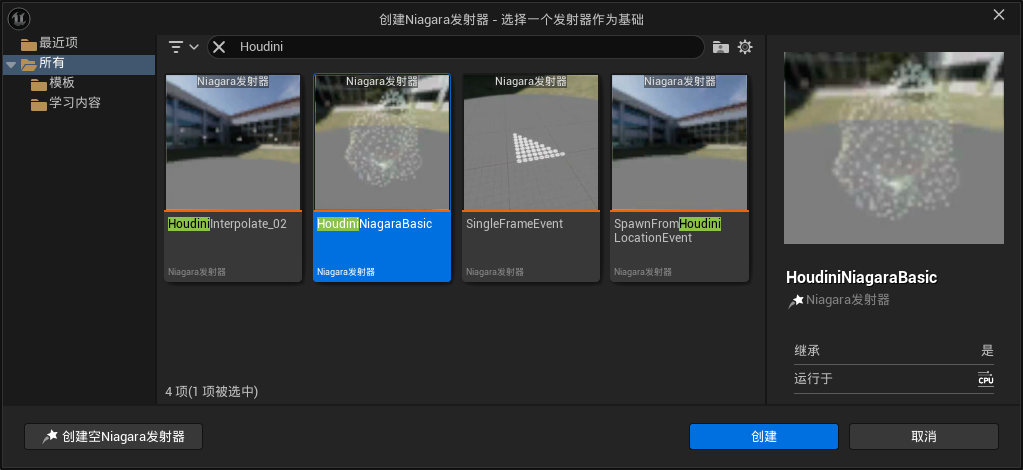 创建Niagara发射器 - 选择一个发射器作为基础
最近项
所有
模板
学习内容
Houdini
Niagara发射器
HoudiniInterpolate_02
Niagara发射器
Niagara发射器
HoudiniNiagaraBasic
Niagara发射器
Niagara发射器
SingleFrameEvent
Niagara发射器
Niagara发射器
SpawnFromHoudini
LocationEvent
Niagara发射器
4 项(1 项被选中)
HoudiniNiagaraBasic
Niagara发射器
继承 是
运行于 CPU
创建空Niagara发射器
创建
取消